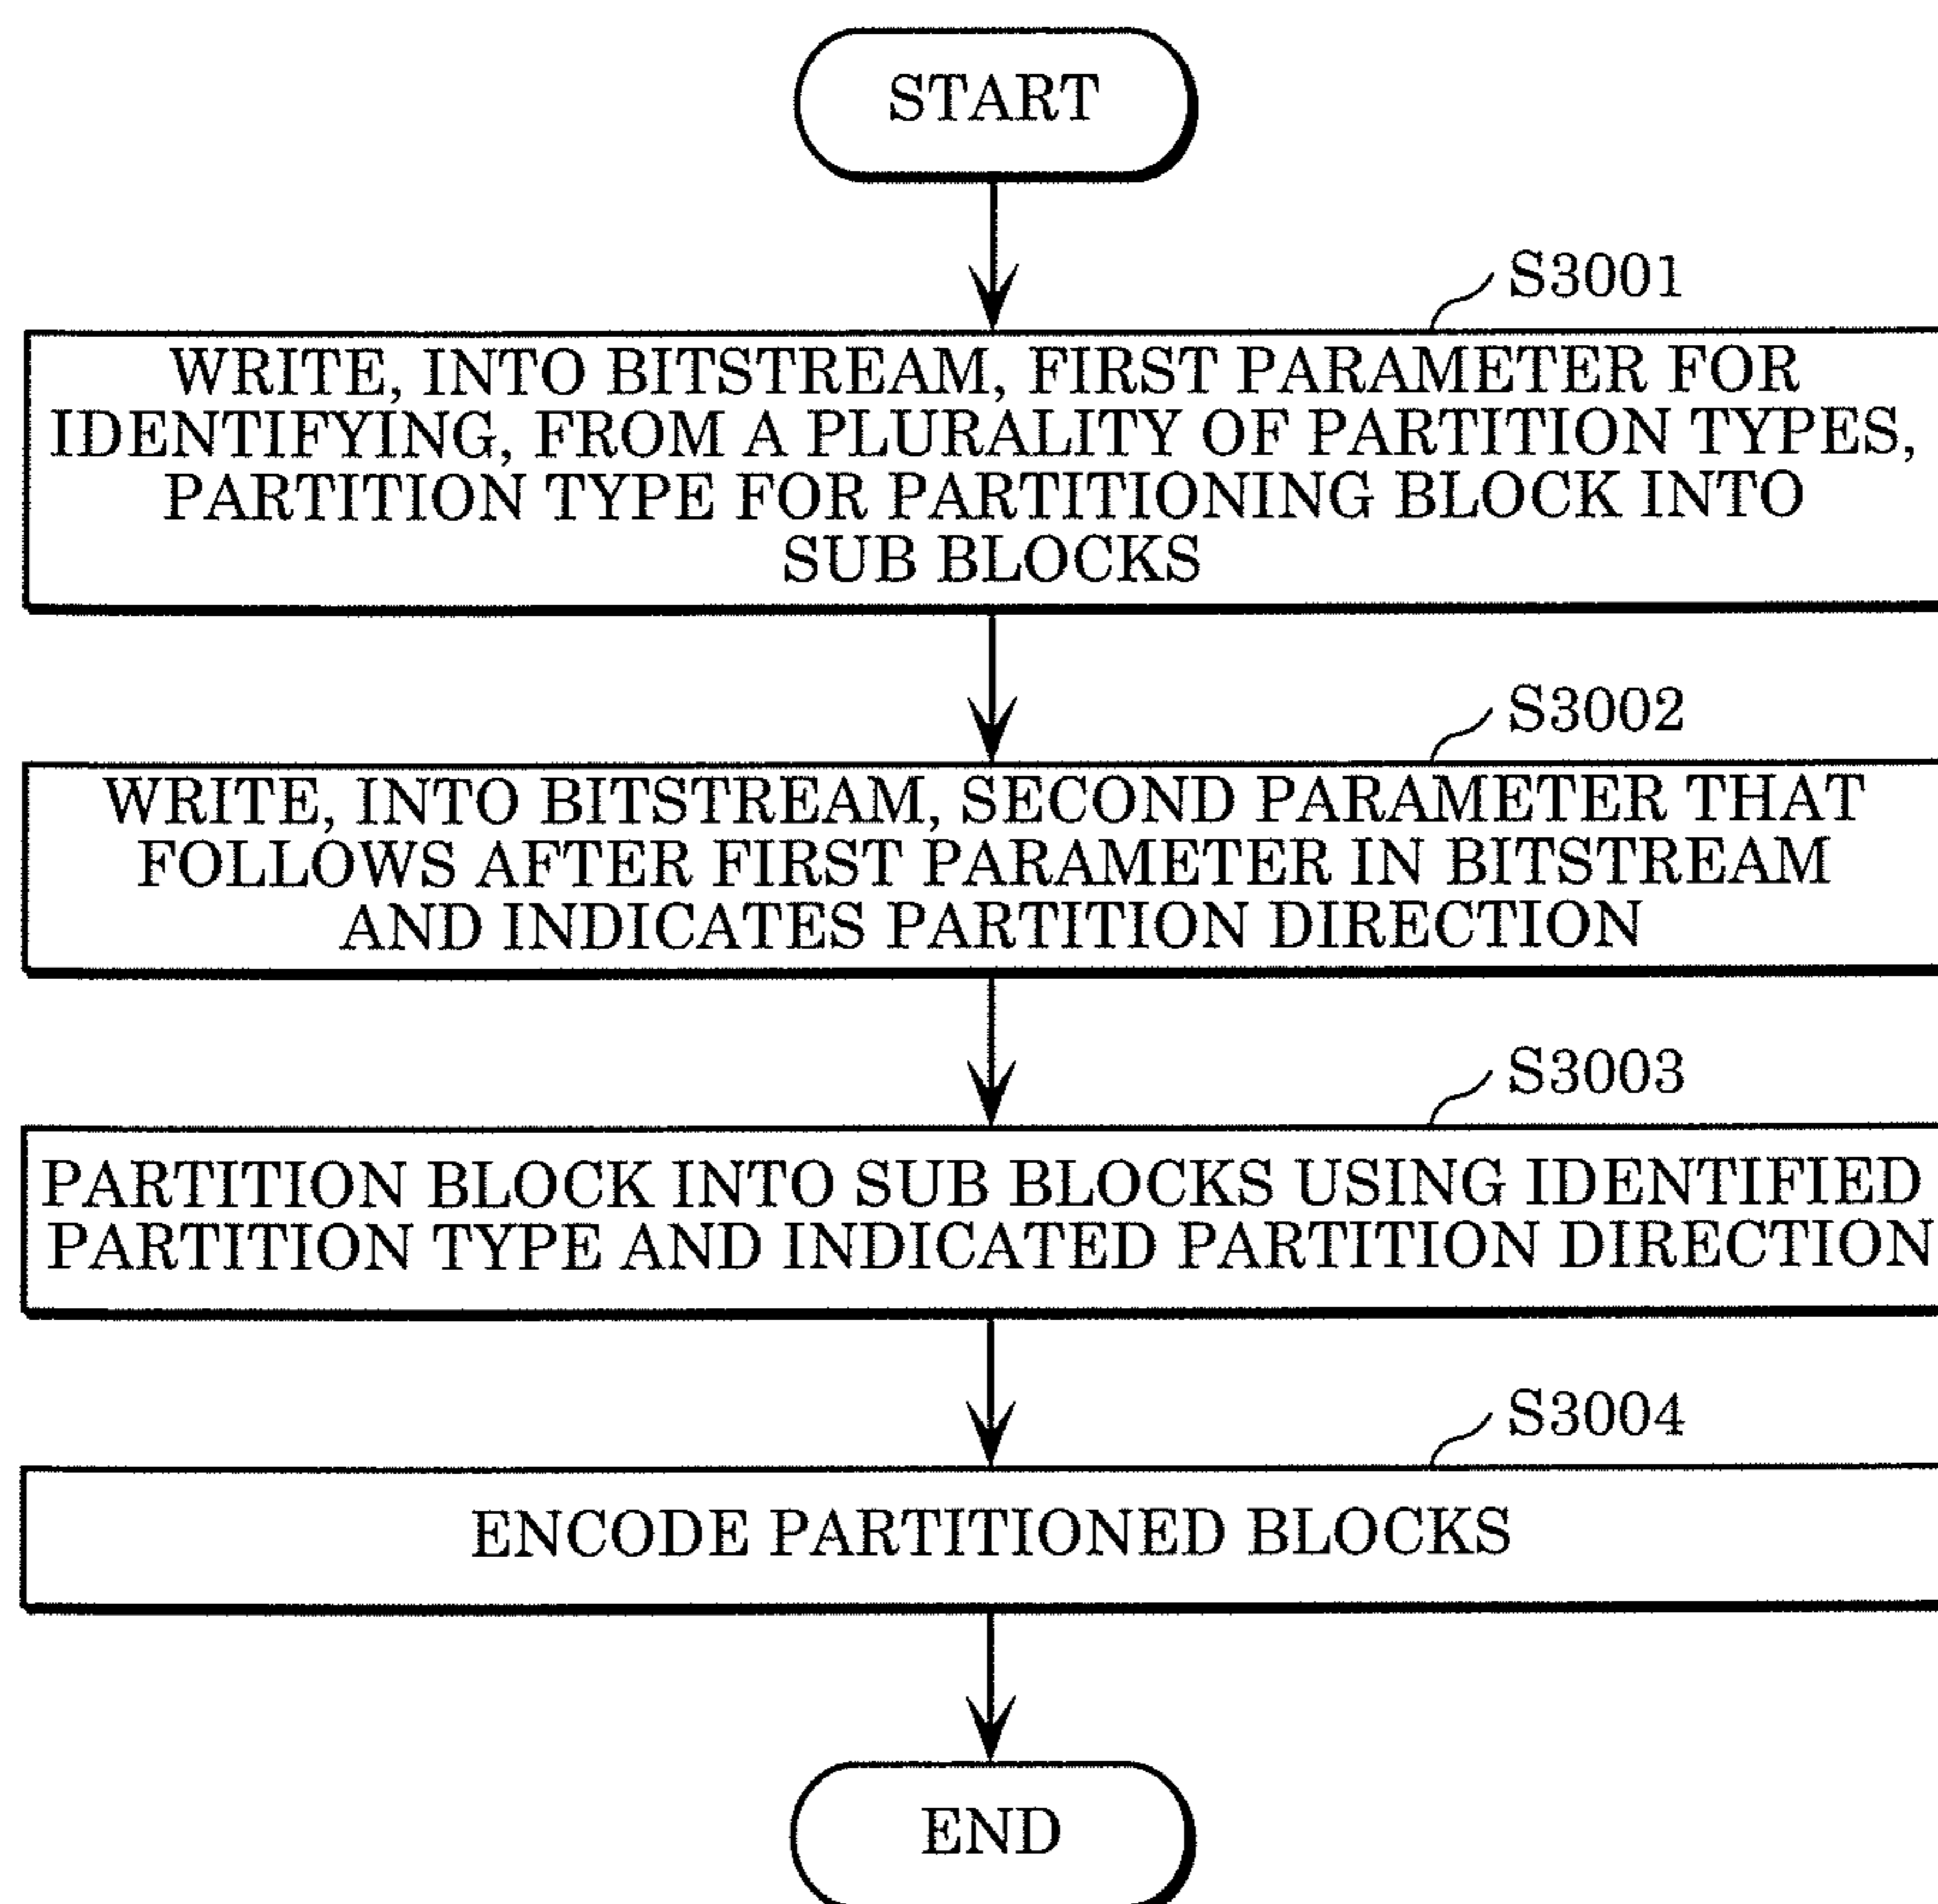 START
S3001
WRITE, INTO BITSTREAM, FIRST PARAMETER FOR
IDENTIFYING, FROM A PLURALITY OF PARTITION TYPES,
PARTITION TYPE FOR PARTITIONING BLOCK INTO
SUB BLOCKS
S3002
WRITE, INTO BITSTREAM, SECOND PARAMETER THAT
FOLLOWS AFTER FIRST PARAMETER IN BITSTREAM
AND INDICATES PARTITION DIRECTION
S3003
PARTITION BLOCK INTO SUB BLOCKS USING IDENTIFIED
PARTITION TYPE AND INDICATED PARTITION DIRECTION
S3004
ENCODE PARTITIONED BLOCKS
END